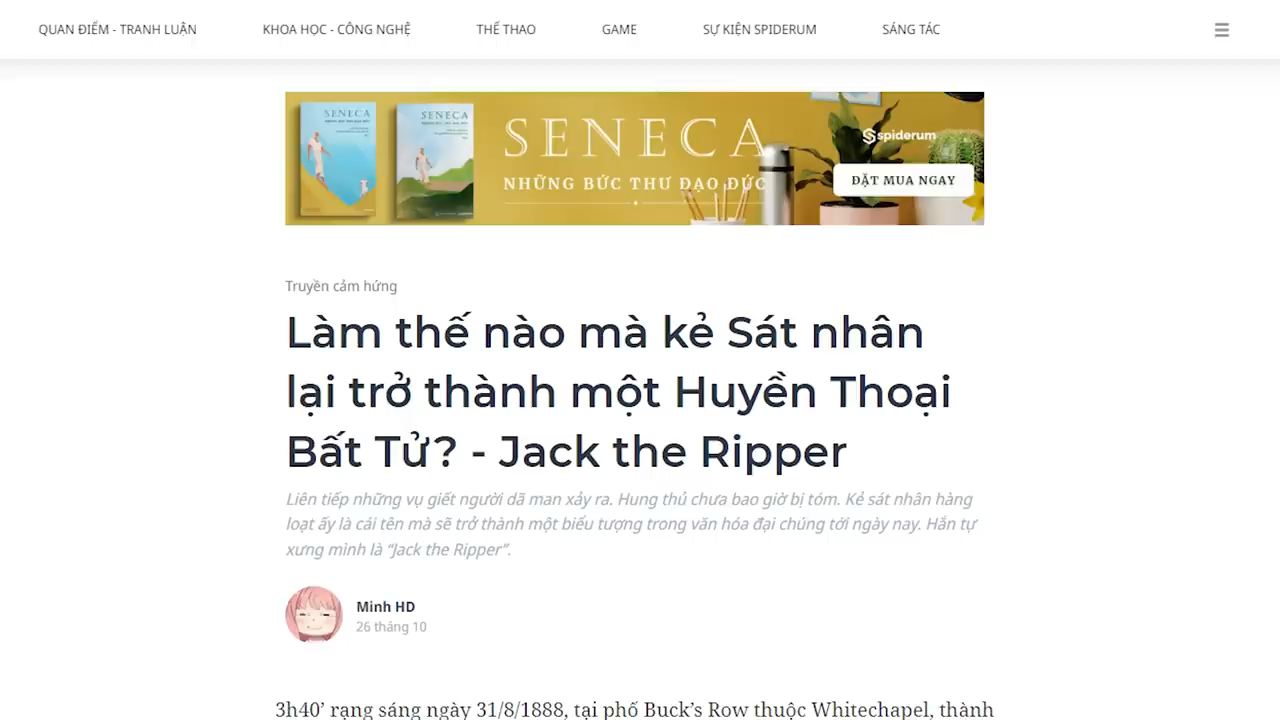 QUAN ĐIỂM - TRANH LUẬN KHOA HỌC - CÔNG NGHỆ THỂ THAO GAME SỰ KIỆN SPIDERUM SÁNG TÁC
SENECA
SENECA
SENECA
NHỮNG BỨC THƯ ĐẠO ĐỨC
spiderum
ĐẶT MUA NGAY
Truyền cảm hứng
Làm thế nào mà kẻ Sát nhân
lại trở thành một Huyền Thoại
Bất Tử? - Jack the Ripper
Liên tiếp những vụ giết người dã man xảy ra. Hung thủ chưa bao giờ bị tóm. Kẻ sát nhân hàng
loạt ấy là cái tên mà sẽ trở thành một biểu tượng trong văn hóa đại chúng tới ngày nay. Hắn tự
xưng mình là “Jack the Ripper”.
Minh HD
26 tháng 10
3h40’ rạng sáng ngày 31/8/1888, tại phố Buck’s Row thuộc Whitechapel, thành